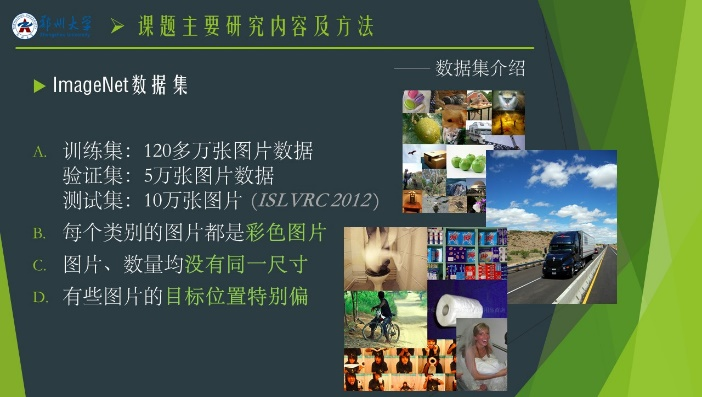 郑州大学
➢ 课题主要研究内容及方法
—— 数据集介绍
▶ ImageNet数据集
A. 训练集：120多万张图片数据
验证集：5万张图片数据
测试集：10万张图片（ISLVRC 2012）
B. 每个类别的图片都是彩色图片
C. 图片、数量均没有同一尺寸
D. 有些图片的目标位置特别偏